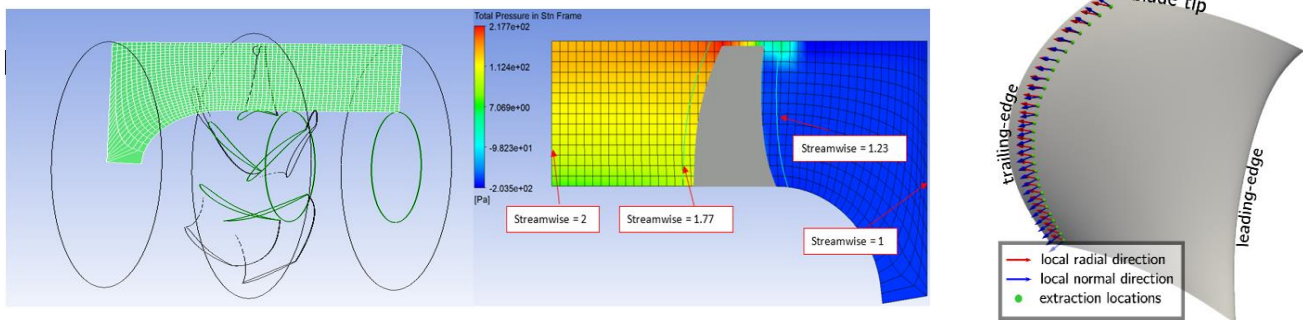 Total Pressure in Stn Frame
2.177e+02
1.124e+02
7.069e+00
-9.823e+01
-2.035e+02
[Pa]
Streamwise = 1.23
Streamwise = 2
Streamwise = 1.77
Streamwise = 1
tip
trailing-edge
leading-edge
local radial direction
local normal direction
extraction locations